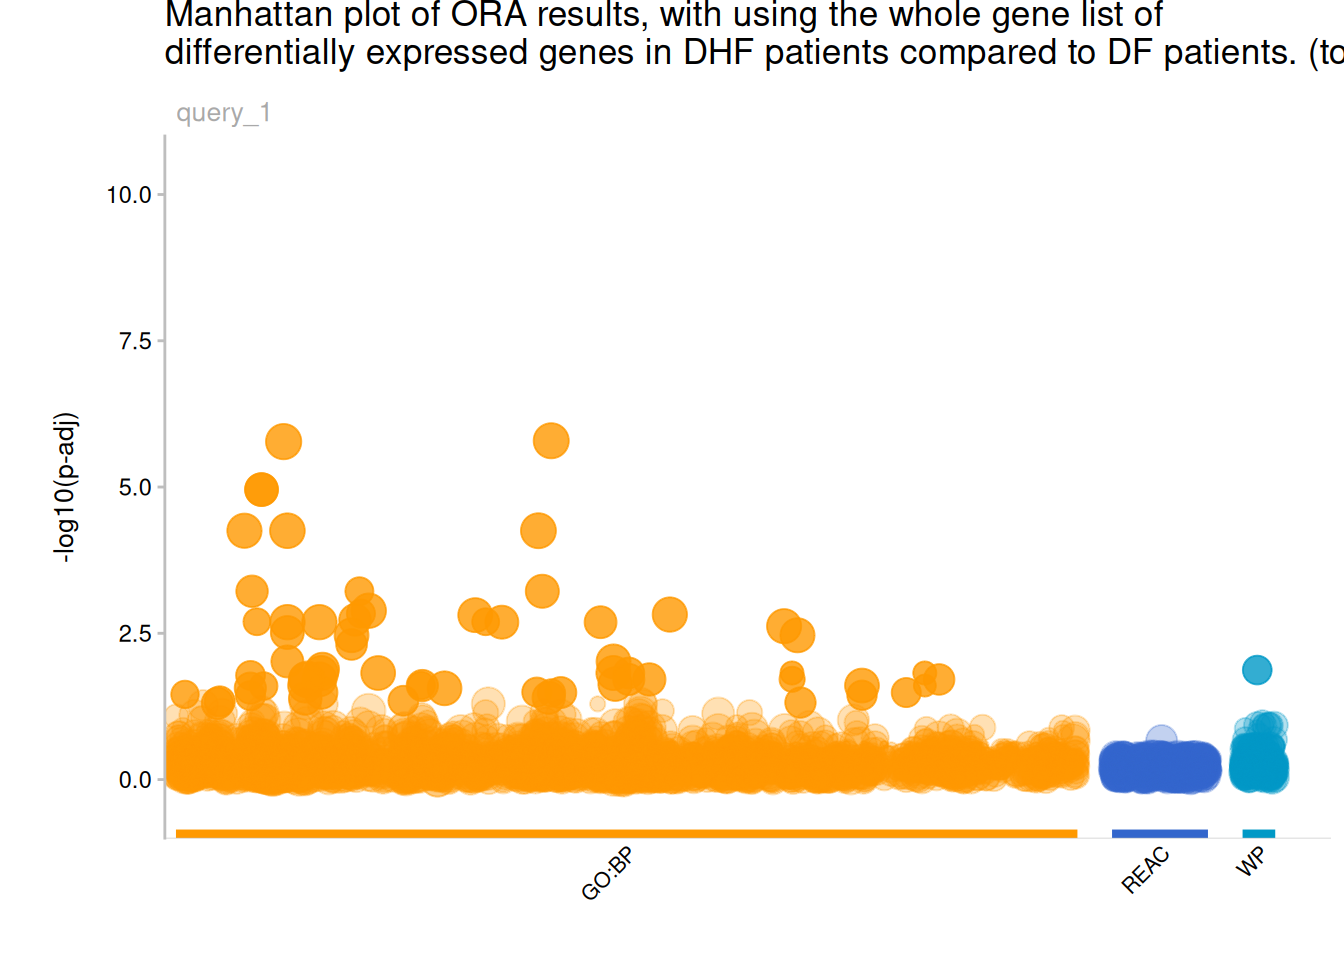 Manhattan plot of ORA results, with using the whole gene list of
differentially expressed genes in DHF patients compared to DF patients. (to
query_1
10.0
7.5
5.0
2.5
0.0
-log10(p-adj)
GO:BP
REAC
WP